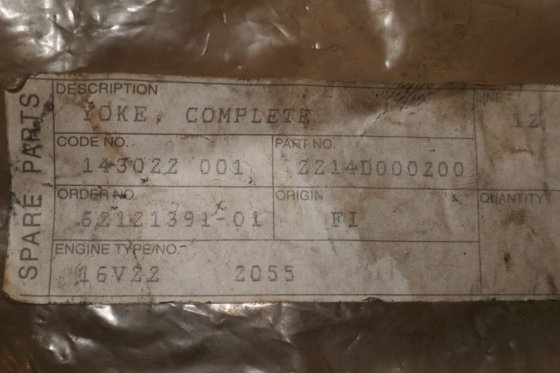 SPARE PARTS
DESCRIPTION
YOKE, COMPLETE
LINE
12
CODE NO.
143022 001
PART NO.
2214D000200
ORDER NO.
62121391-01
ORIGIN
FI
QUANTITY
ENGINE TYPE/NO.
16V22 2055